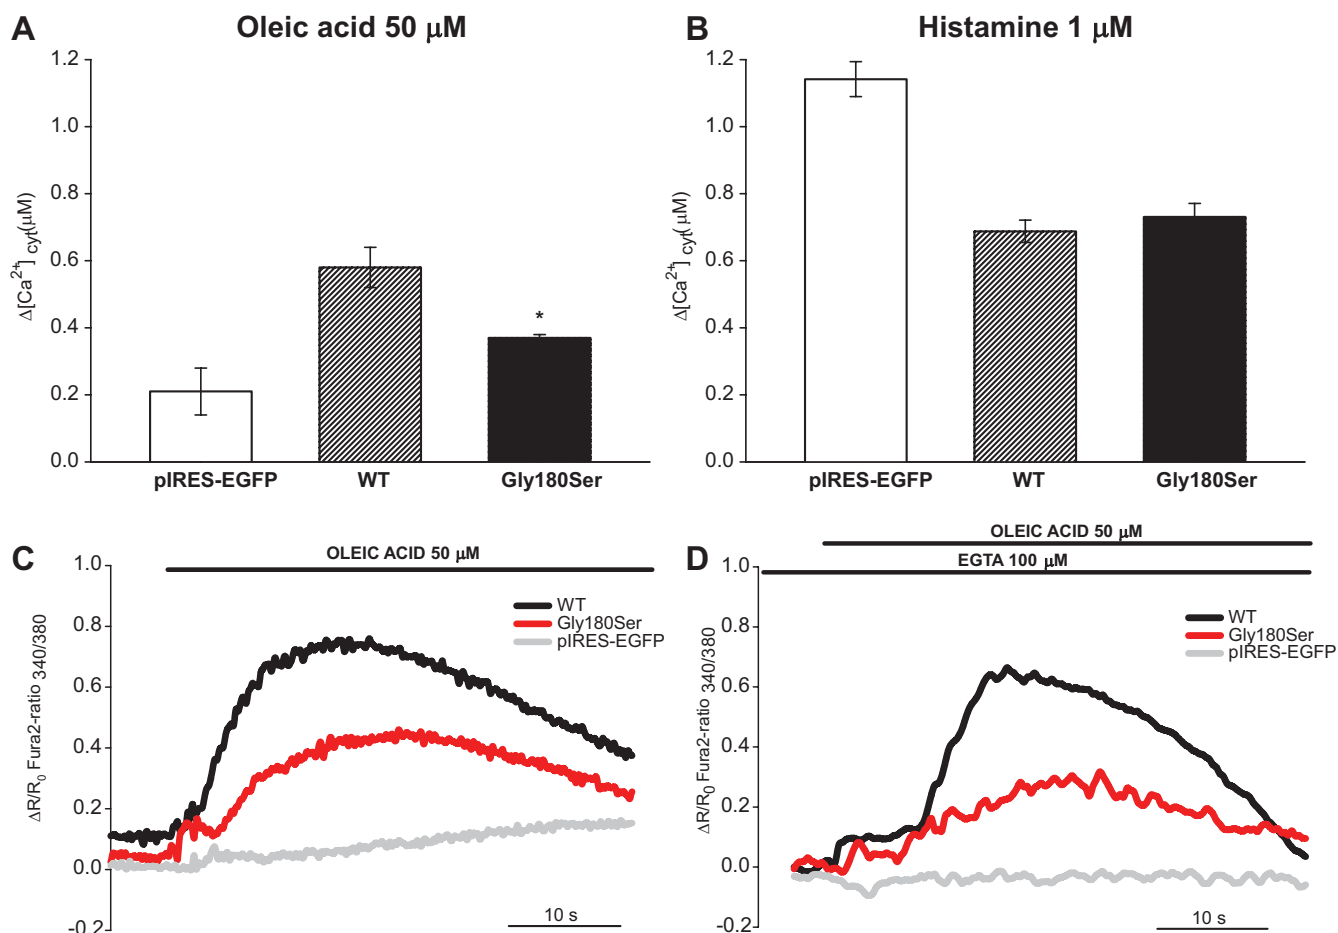 A
Oleic acid 50 μM
1.2
1.0
0.8
0.6
0.4
0.2
0.0
Δ[Ca2+] cyt(μM)
*
pIRES-EGFP
WT
Gly180Ser
B
Histamine 1 μM
1.2
1.0
0.8
0.6
0.4
0.2
0.0
Δ[Ca2+] cyt(μM)
pIRES-EGFP
WT
Gly180Ser
C
OLEIC ACID 50 μM
1.0
0.8
0.6
0.4
0.2
0.0
-0.2
ΔR/R0 Fura2-ratio 340/380
WT
Gly180Ser
pIRES-EGFP
10 s
D
OLEIC ACID 50 μM
EGTA 100 μM
1.0
0.8
0.6
0.4
0.2
0.0
-0.2
ΔR/R0 Fura2-ratio 340/380
WT
Gly180Ser
pIRES-EGFP
10 s